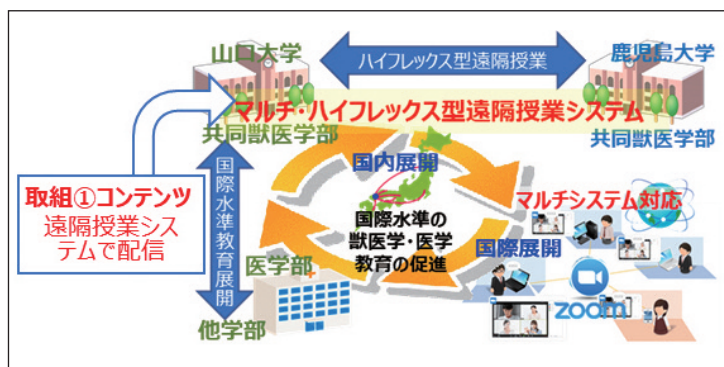 山口大学
ハイフレックス型遠隔授業
鹿児島大学
マルチ・ハイフレックス型遠隔授業システム
共同獣医学部
共同獣医学部
国際水準教育展開
国内展開
取組①コンテンツ
遠隔授業シス
テムで配信
国際水準の
獣医学・医学
教育の促進
マルチシステム対応
国際展開
医学部
zoom
他学部